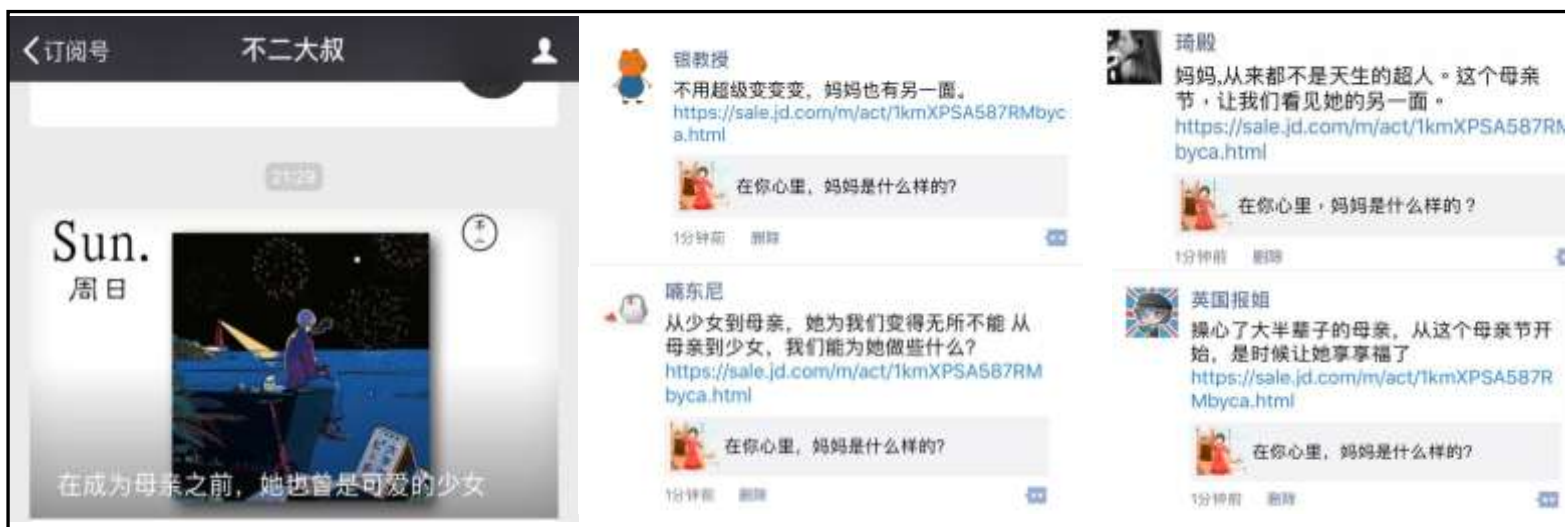 订阅号
不二大叔
21:29
Sun.
周日
不二
在成为母亲之前，她也曾是可爱的少女
银教授
不用超级变变变，妈妈也有另一面。
https://sale.jd.com/m/act/1kmXPSA587RMbyc
a.html
在你心里，妈妈是什么样的?
1分钟前 删除
嘀东尼
从少女到母亲，她为我们变得无所不能 从
母亲到少女，我们能为她做些什么?
https://sale.jd.com/m/act/1kmXPSA587RM
byca.html
在你心里，妈妈是什么样的?
1分钟前 删除
琦殿
妈妈,从来都不是天生的超人。这个母亲
节，让我们看见她的另一面。
https://sale.jd.com/m/act/1kmXPSA587RM
byca.html
在你心里，妈妈是什么样的？
1分钟前 删除
英国报姐
操心了大半辈子的母亲，从这个母亲节开
始，是时候让她享享福了
https://sale.jd.com/m/act/1kmXPSA587R
Mbyca.html
在你心里，妈妈是什么样的?
1分钟前 删除